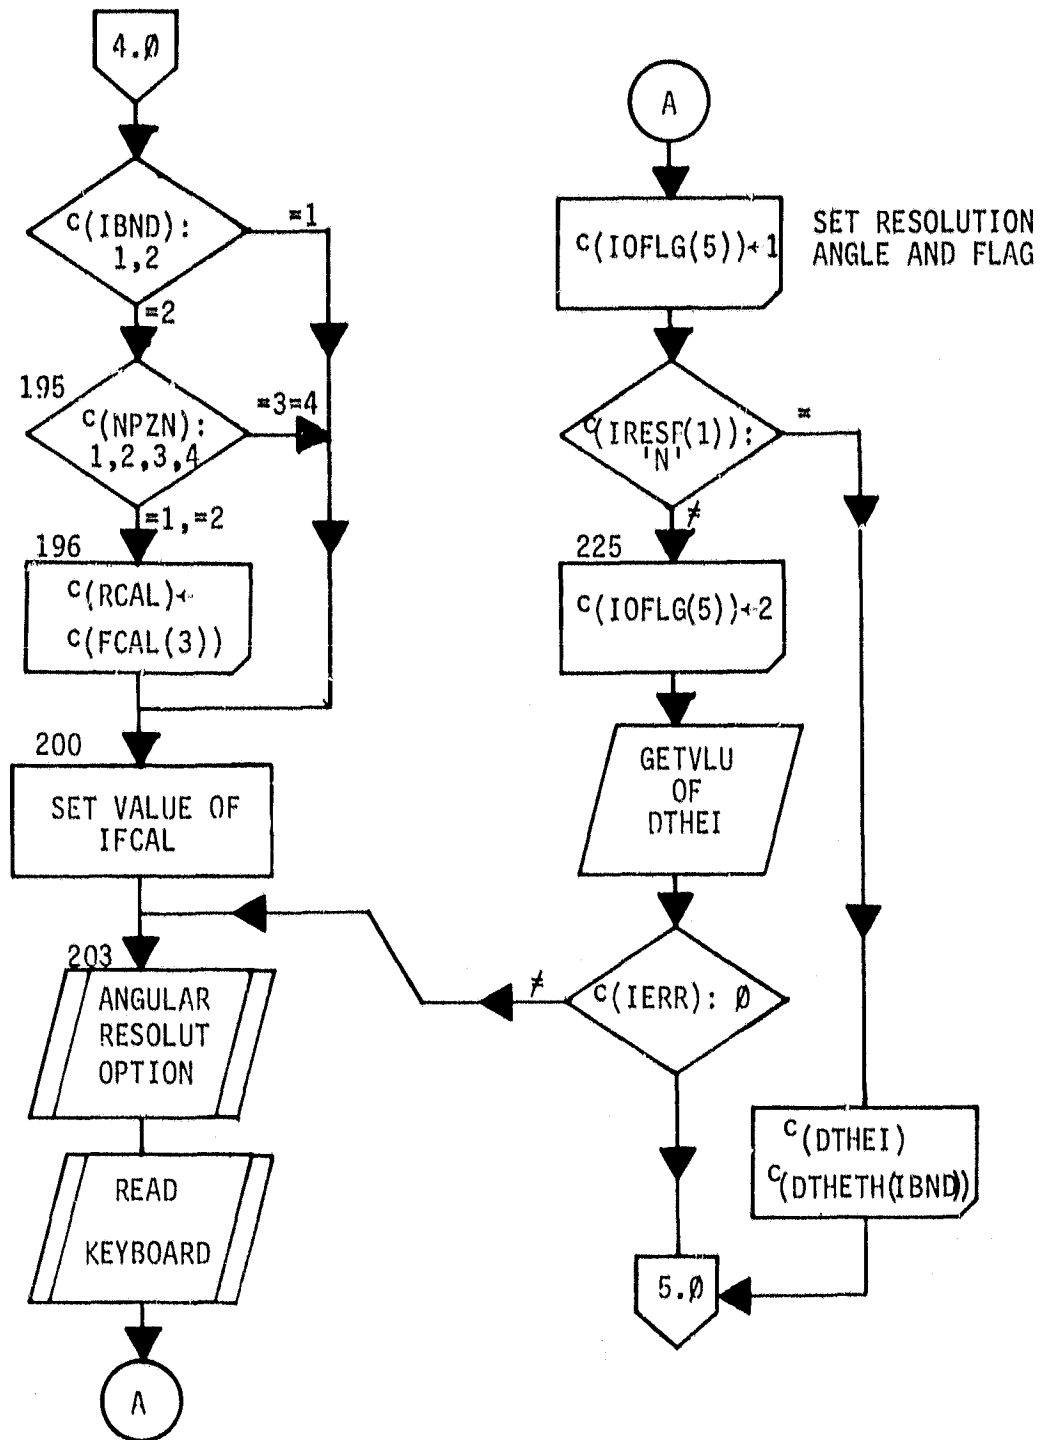 4.Ø
C(IBND):
1,2
=1
=2
195
C(NPZN):
1,2,3,4
=3=4
=1,=2
196
C(RCAL)←
C(FCAL(3))
200
SET VALUE OF
IFCAL
203
ANGULAR
RESOLUT
OPTION
READ
KEYBOARD
A
A
C(IOFLG(5))←1
SET RESOLUTION
ANGLE AND FLAG
C(IRESP(1)):
'N'
=
≠
225
C(IOFLG(5))←2
GETVLU
OF
DTHEI
C(IERR): Ø
≠
C(DTHEI)
C(DTHETH(IBND))
5.Ø